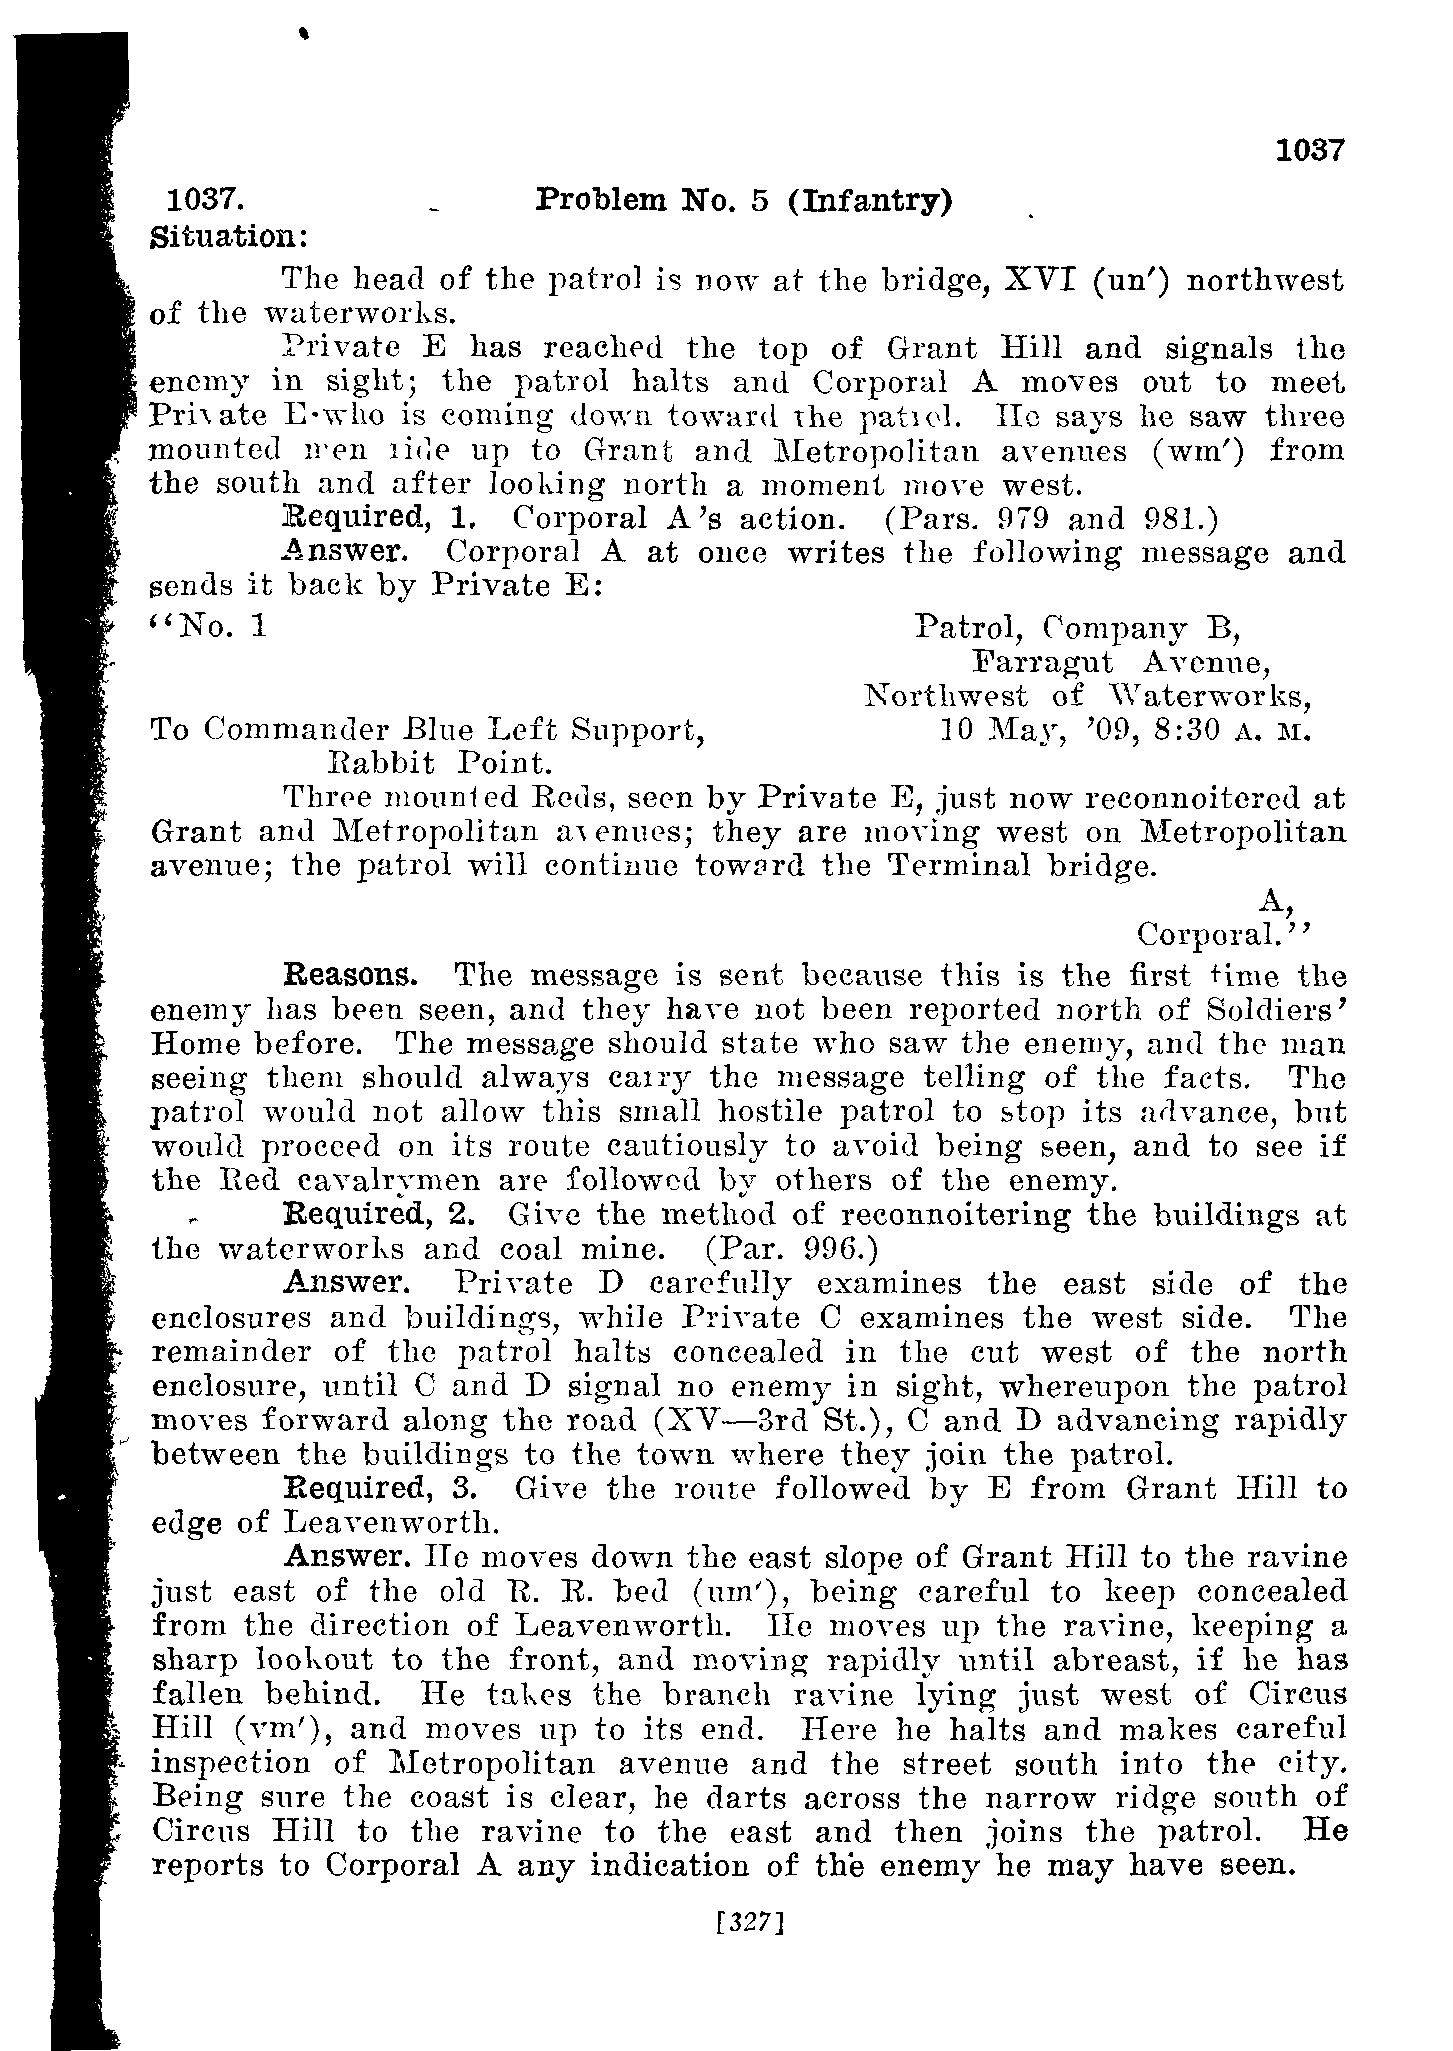 1037
1037. Problem No. 5 (Infantry)
Situation:
The head of the patrol is now at the bridge, XVI (un′) northwest
of the waterworks.
Private E has reached the top of Grant Hill and signals the
enemy in sight; the patrol halts and Corporal A moves out to meet
Private E who is coming down toward the patrol. He says he saw three
mounted men ride up to Grant and Metropolitan avenues (wm′) from
the south and after looking north a moment move west.
Required, 1. Corporal A's action. (Pars. 979 and 981.)
Answer. Corporal A at once writes the following message and
sends it back by Private E:
"No. 1 Patrol, Company B,
Farragut Avenue,
Northwest of Waterworks,
To Commander Blue Left Support, 10 May, '09, 8:30 A. M.
Rabbit Point.
Three mounted Reds, seen by Private E, just now reconnoitered at
Grant and Metropolitan avenues; they are moving west on Metropolitan
avenue; the patrol will continue toward the Terminal bridge.
A,
Corporal."
Reasons. The message is sent because this is the first time the
enemy has been seen, and they have not been reported north of Soldiers'
Home before. The message should state who saw the enemy, and the man
seeing them should always carry the message telling of the facts. The
patrol would not allow this small hostile patrol to stop its advance, but
would proceed on its route cautiously to avoid being seen, and to see if
the Red cavalrymen are followed by others of the enemy.
Required, 2. Give the method of reconnoitering the buildings at
the waterworks and coal mine. (Par. 996.)
Answer. Private D carefully examines the east side of the
enclosures and buildings, while Private C examines the west side. The
remainder of the patrol halts concealed in the cut west of the north
enclosure, until C and D signal no enemy in sight, whereupon the patrol
moves forward along the road (XV—3rd St.), C and D advancing rapidly
between the buildings to the town where they join the patrol.
Required, 3. Give the route followed by E from Grant Hill to
edge of Leavenworth.
Answer. He moves down the east slope of Grant Hill to the ravine
just east of the old R. R. bed (um′), being careful to keep concealed
from the direction of Leavenworth. He moves up the ravine, keeping a
sharp lookout to the front, and moving rapidly until abreast, if he has
fallen behind. He takes the branch ravine lying just west of Circus
Hill (vm′), and moves up to its end. Here he halts and makes careful
inspection of Metropolitan avenue and the street south into the city.
Being sure the coast is clear, he darts across the narrow ridge south of
Circus Hill to the ravine to the east and then joins the patrol. He
reports to Corporal A any indication of the enemy he may have seen.
[327]